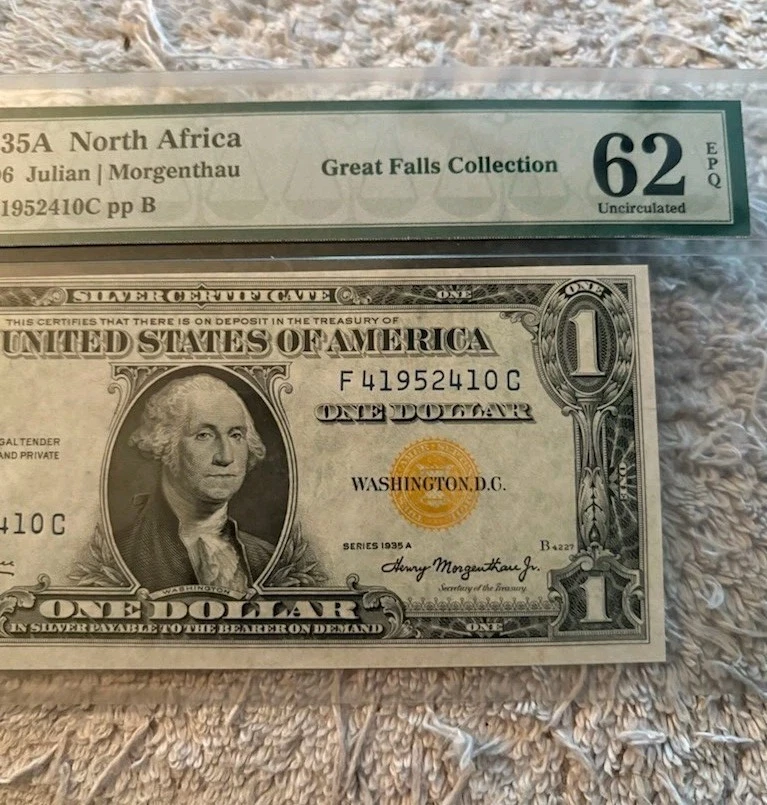 35A North Africa
6 Julian | Morgenthau
1952410C pp B
Great Falls Collection
62
Uncirculated
EPQ
SILVER CERTIFICATE
ONE
ONE
1
THIS CERTIFIES THAT THERE IS ON DEPOSIT IN THE TREASURY OF
UNITED STATES OF AMERICA
F 41952410 C
ONE DOLLAR
GAL TENDER
AND PRIVATE
WASHINGTON, D.C.
ONE
410 C
SERIES 1935 A
B 4227
Henry Morgenthau Jr.
Secretary of the Treasury
WASHINGTON
ONE DOLLAR
1
IN SILVER PAYABLE TO THE BEARER ON DEMAND
ONE